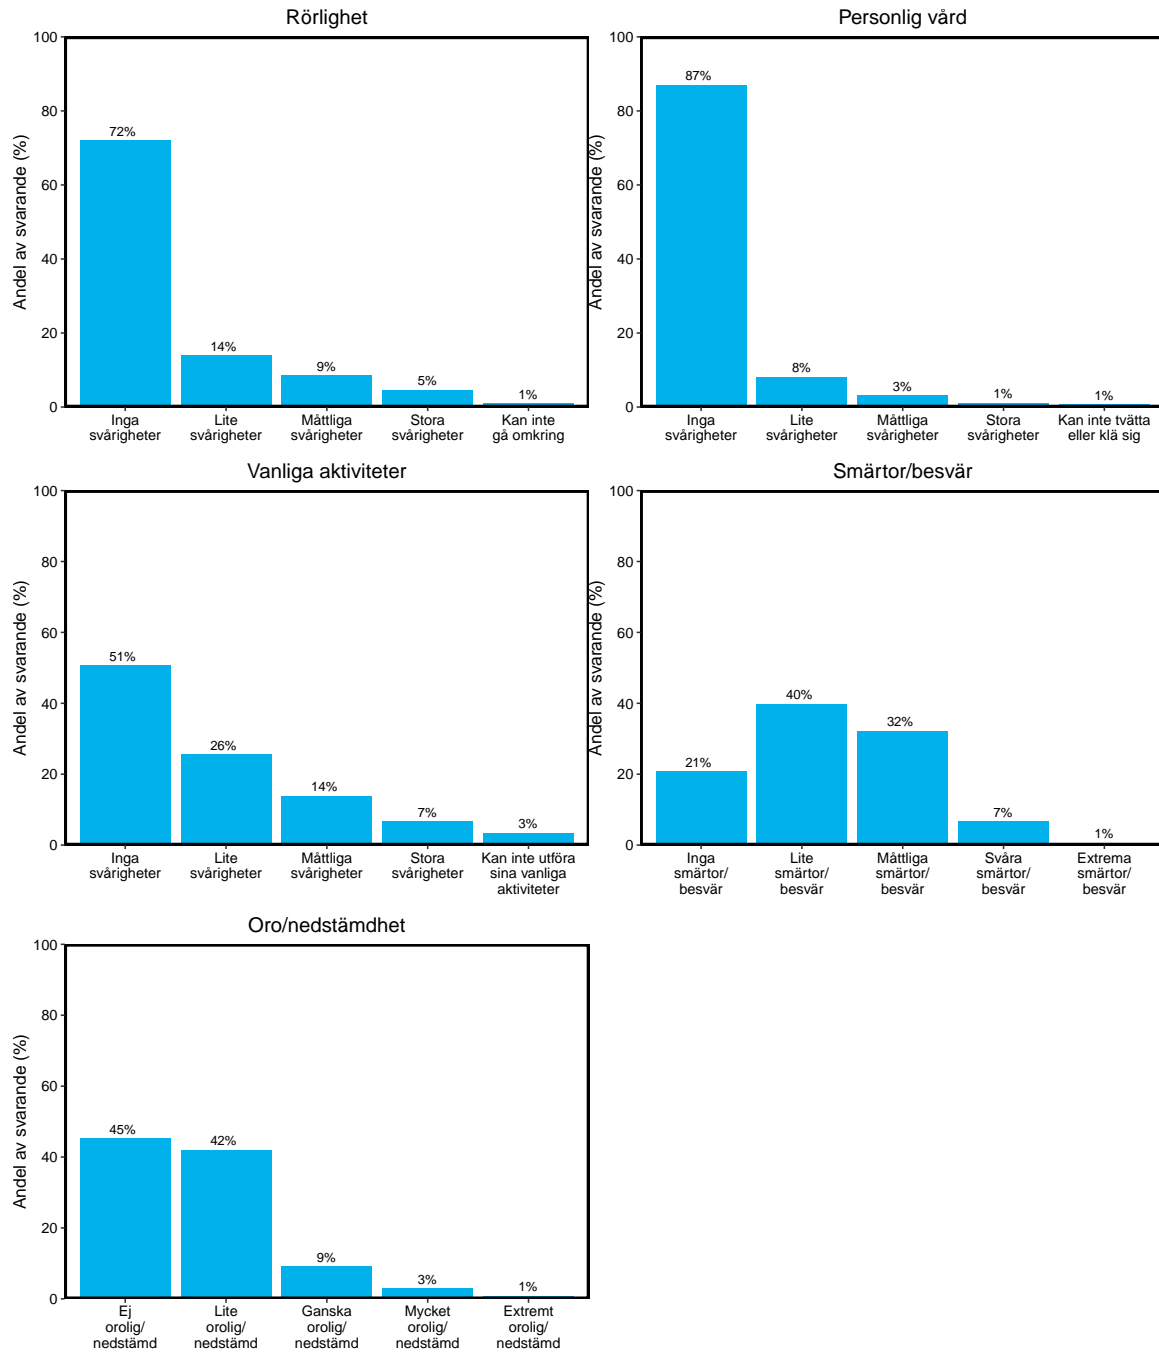 Rörlighet
Andel av svarande (%)
100
80
60
40
20
0
72%
14%
9%
5%
1%
Inga svårigheter
Lite svårigheter
Måttliga svårigheter
Stora svårigheter
Kan inte gå omkring
Personlig vård
Andel av svarande (%)
100
80
60
40
20
0
87%
8%
3%
1%
1%
Inga svårigheter
Lite svårigheter
Måttliga svårigheter
Stora svårigheter
Kan inte tvätta eller klä sig
Vanliga aktiviteter
Andel av svarande (%)
100
80
60
40
20
0
51%
26%
14%
7%
3%
Inga svårigheter
Lite svårigheter
Måttliga svårigheter
Stora svårigheter
Kan inte utföra sina vanliga aktiviteter
Smärtor/besvär
Andel av svarande (%)
100
80
60
40
20
0
21%
40%
32%
7%
1%
Inga smärtor/ besvär
Lite smärtor/ besvär
Måttliga smärtor/ besvär
Svåra smärtor/ besvär
Extrema smärtor/ besvär
Oro/nedstämdhet
Andel av svarande (%)
100
80
60
40
20
0
45%
42%
9%
3%
1%
Ej orolig/ nedstämd
Lite orolig/ nedstämd
Ganska orolig/ nedstämd
Mycket orolig/ nedstämd
Extremt orolig/ nedstämd